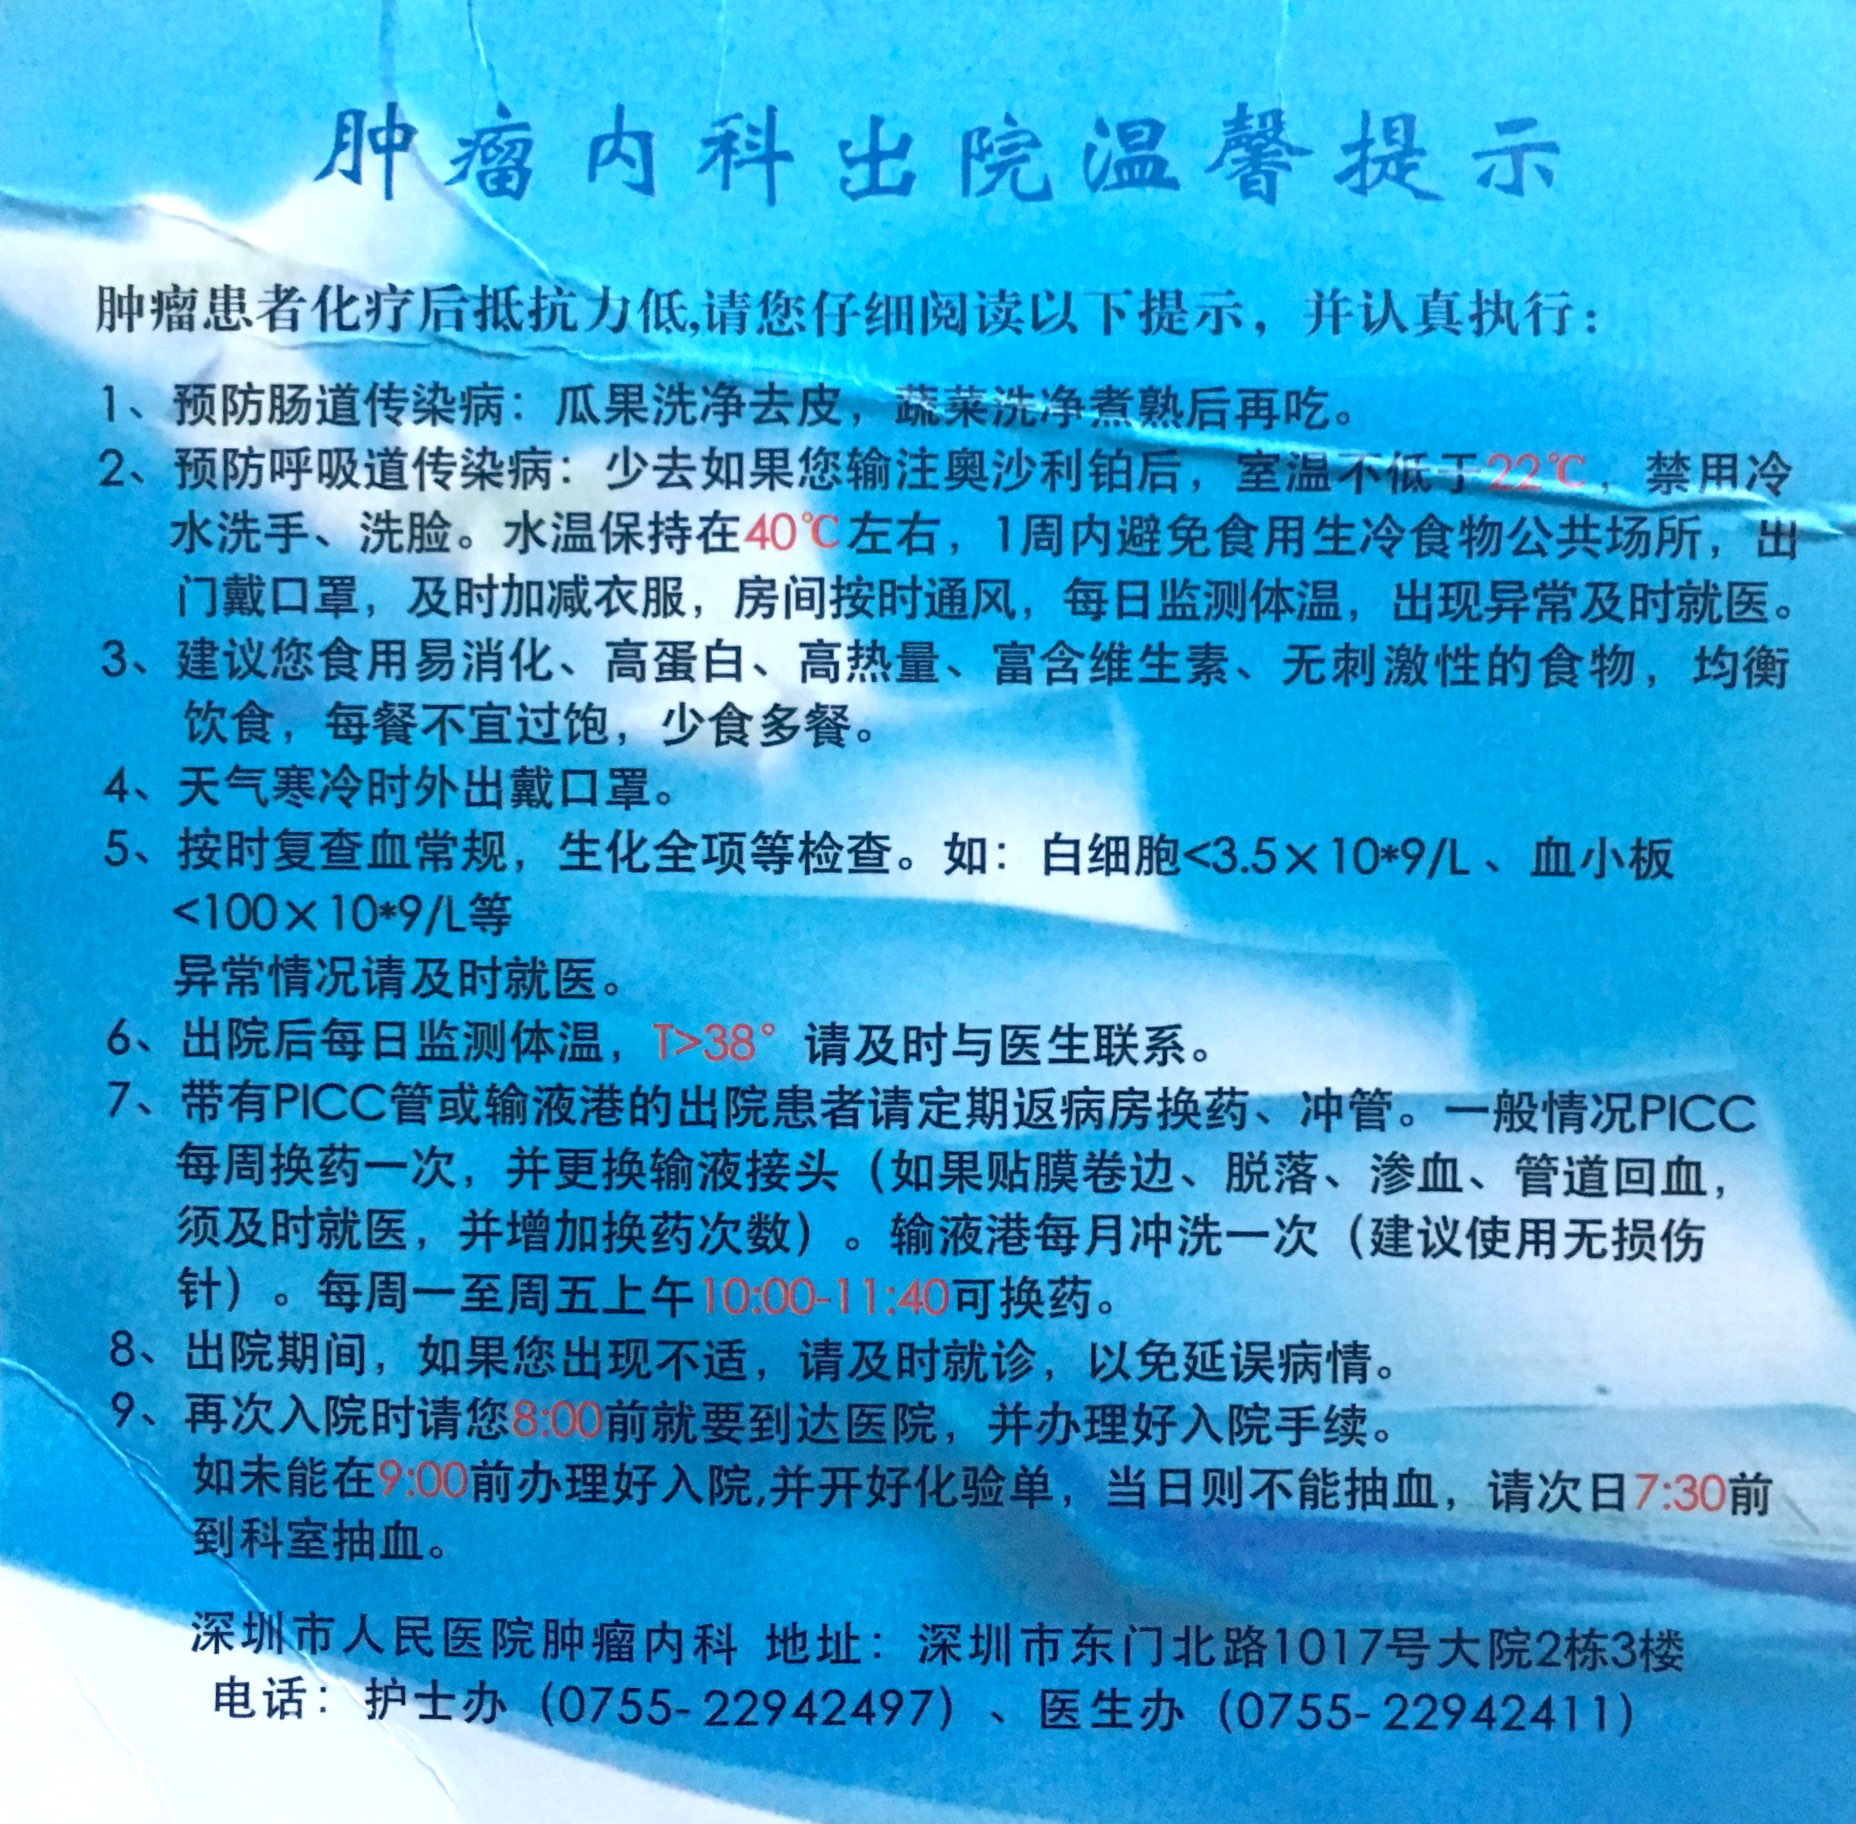 肿瘤内科出院温馨提示
肿瘤患者化疗后抵抗力低,请您仔细阅读以下提示，并认真执行：
1、预防肠道传染病：瓜果洗净去皮，蔬菜洗净煮熟后再吃。
2、预防呼吸道传染病：少去如果您输注奥沙利铂后，室温不低于22℃，禁用冷
水洗手、洗脸。水温保持在40℃左右，1周内避免食用生冷食物公共场所，出
门戴口罩，及时加减衣服，房间按时通风，每日监测体温，出现异常及时就医。
3、建议您食用易消化、高蛋白、高热量、富含维生素、无刺激性的食物，均衡
饮食，每餐不宜过饱，少食多餐。
4、天气寒冷时外出戴口罩。
5、按时复查血常规，生化全项等检查。如：白细胞<3.5×10*9/L、血小板
<100×10*9/L等
异常情况请及时就医。
6、出院后每日监测体温，T>38° 请及时与医生联系。
7、带有PICC管或输液港的出院患者请定期返病房换药、冲管。一般情况PICC
每周换药一次，并更换输液接头（如果贴膜卷边、脱落、渗血、管道回血，
须及时就医，并增加换药次数）。输液港每月冲洗一次（建议使用无损伤
针）。每周一至周五上午10:00-11:40可换药。
8、出院期间，如果您出现不适，请及时就诊，以免延误病情。
9、再次入院时请您8:00前就要到达医院，并办理好入院手续。
如未能在9:00前办理好入院,并开好化验单，当日则不能抽血，请次日7:30前
到科室抽血。
深圳市人民医院肿瘤内科 地址：深圳市东门北路1017号大院2栋3楼
电话：护士办（0755-22942497）、医生办（0755-22942411）